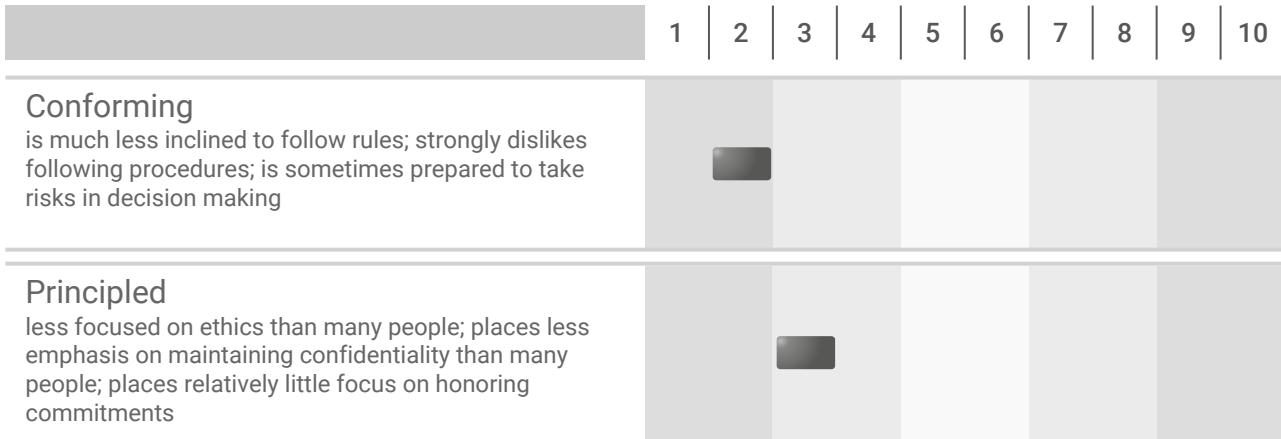 1 2 3 4 5 6 7 8 9 10
Conforming
is much less inclined to follow rules; strongly dislikes
following procedures; is sometimes prepared to take
risks in decision making
Principled
less focused on ethics than many people; places less
emphasis on maintaining confidentiality than many
people; places relatively little focus on honoring
commitments